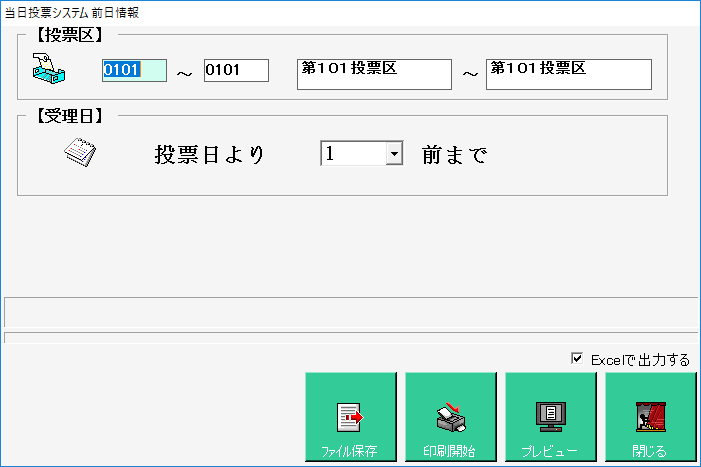 当日投票システム 前日情報
【投票区】
0101 ～ 0101 第１０１投票区 ～ 第１０１投票区
【受理日】
投票日より 1 前まで
Excelで出力する
ファイル保存 印刷開始 プレビュー 閉じる